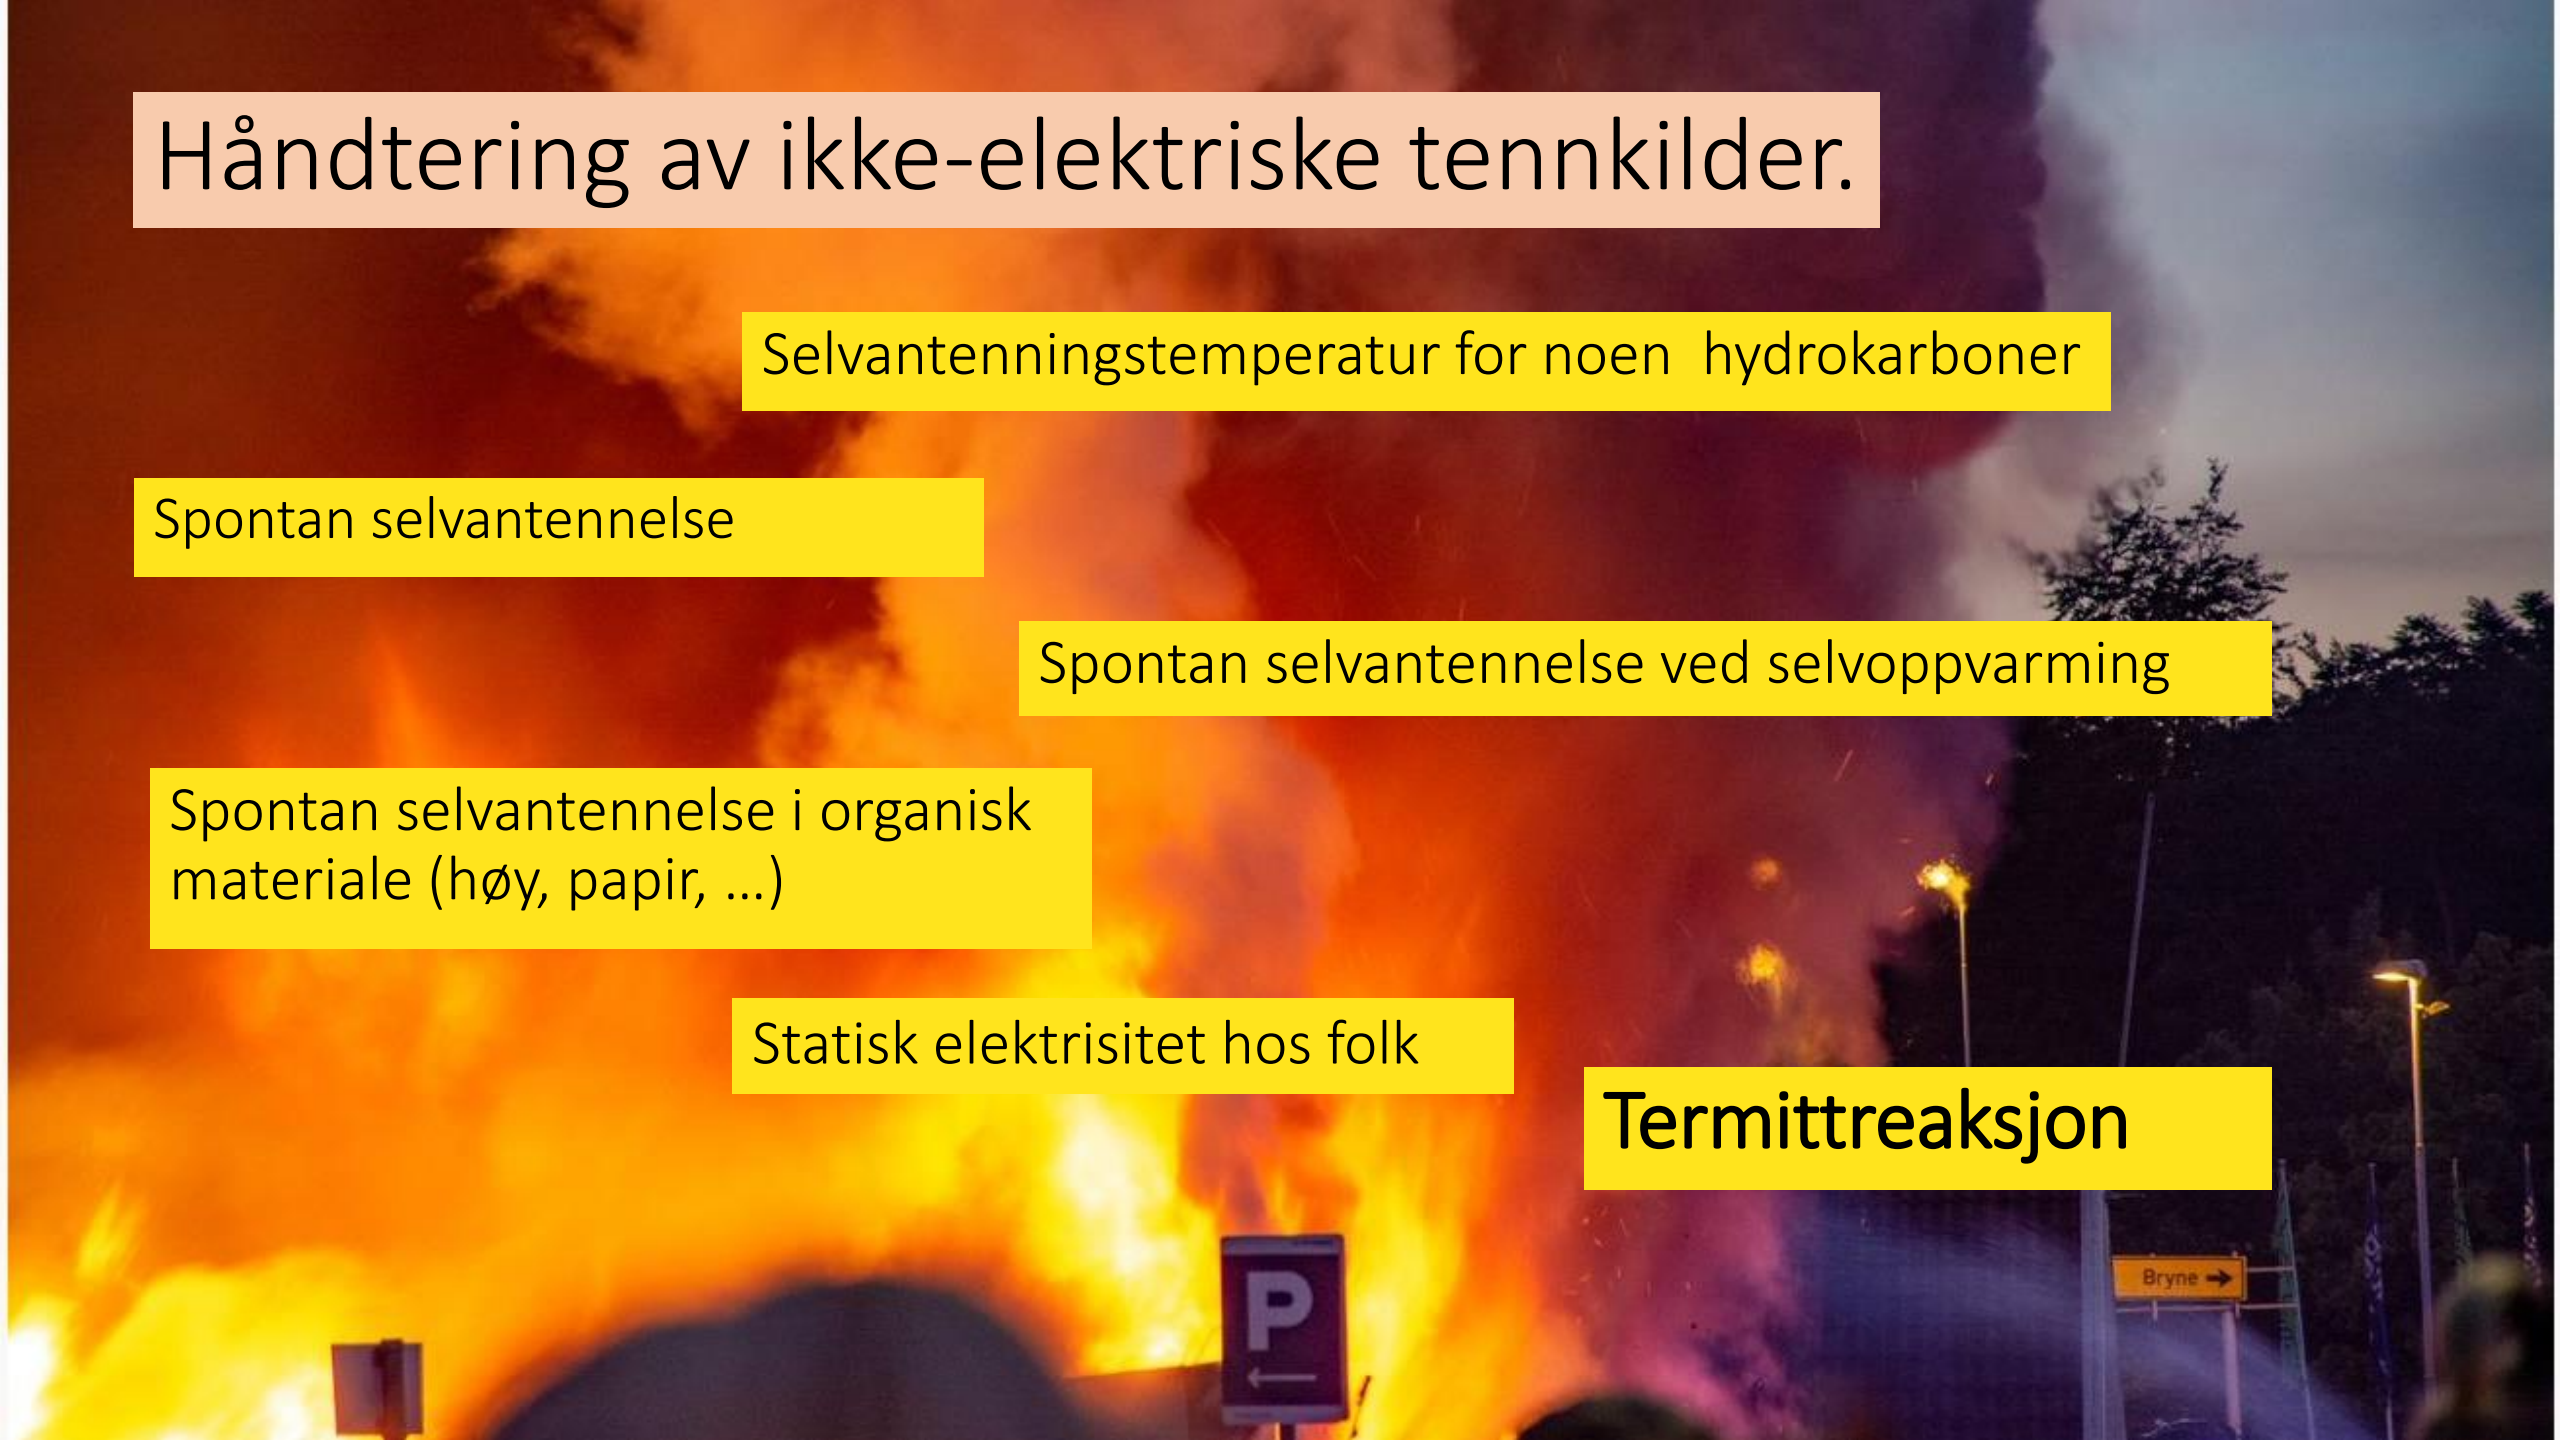 Håndtering av ikke-elektriske tennkilder.
Selvantenningstemperatur for noen  hydrokarboner
Spontan selvantennelse
Spontan selvantennelse ved selvoppvarming
Spontan selvantennelse i organisk
materiale (høy, papir, ...)
Statisk elektrisitet hos folk
Termittreaksjon
P
Bryne